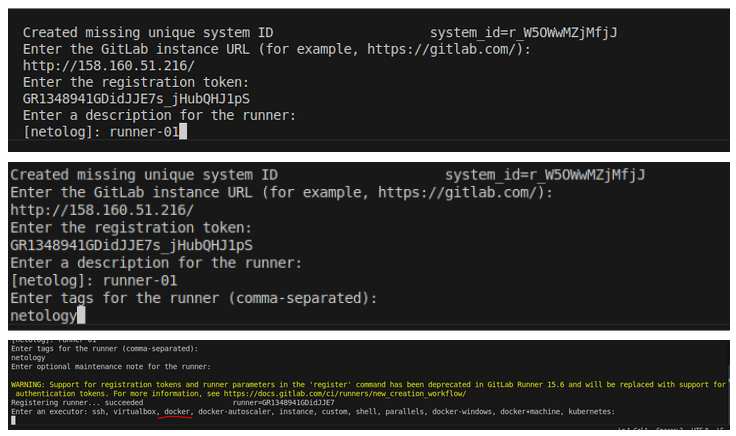 Created missing unique system ID                    system_id=r_W5OWwMZjMfjJ
Enter the GitLab instance URL (for example, https://gitlab.com/):
http://158.160.51.216/
Enter the registration token:
GR1348941GDidJJE7s_jHubQHJ1pS
Enter a description for the runner:
[netolog]: runner-01
Created missing unique system ID                    system_id=r_W5OWwMZjMfjJ
Enter the GitLab instance URL (for example, https://gitlab.com/):
http://158.160.51.216/
Enter the registration token:
GR1348941GDidJJE7s_jHubQHJ1pS
Enter a description for the runner:
[netolog]: runner-01
Enter tags for the runner (comma-separated):
netology
[netolog]: runner-01
Enter tags for the runner (comma-separated):
netology
Enter optional maintenance note for the runner:
WARNING: Support for registration tokens and runner parameters in the 'register' command has been deprecated in GitLab Runner 15.6 and will be replaced with support for
authentication tokens. For more information, see https://docs.gitlab.com/ci/runners/new_creation_workflow/
Registering runner... succeeded                     runner=GR1348941GDidJJE7
Enter an executor: ssh, virtualbox, docker, docker-autoscaler, instance, custom, shell, parallels, docker-windows, docker+machine, kubernetes: